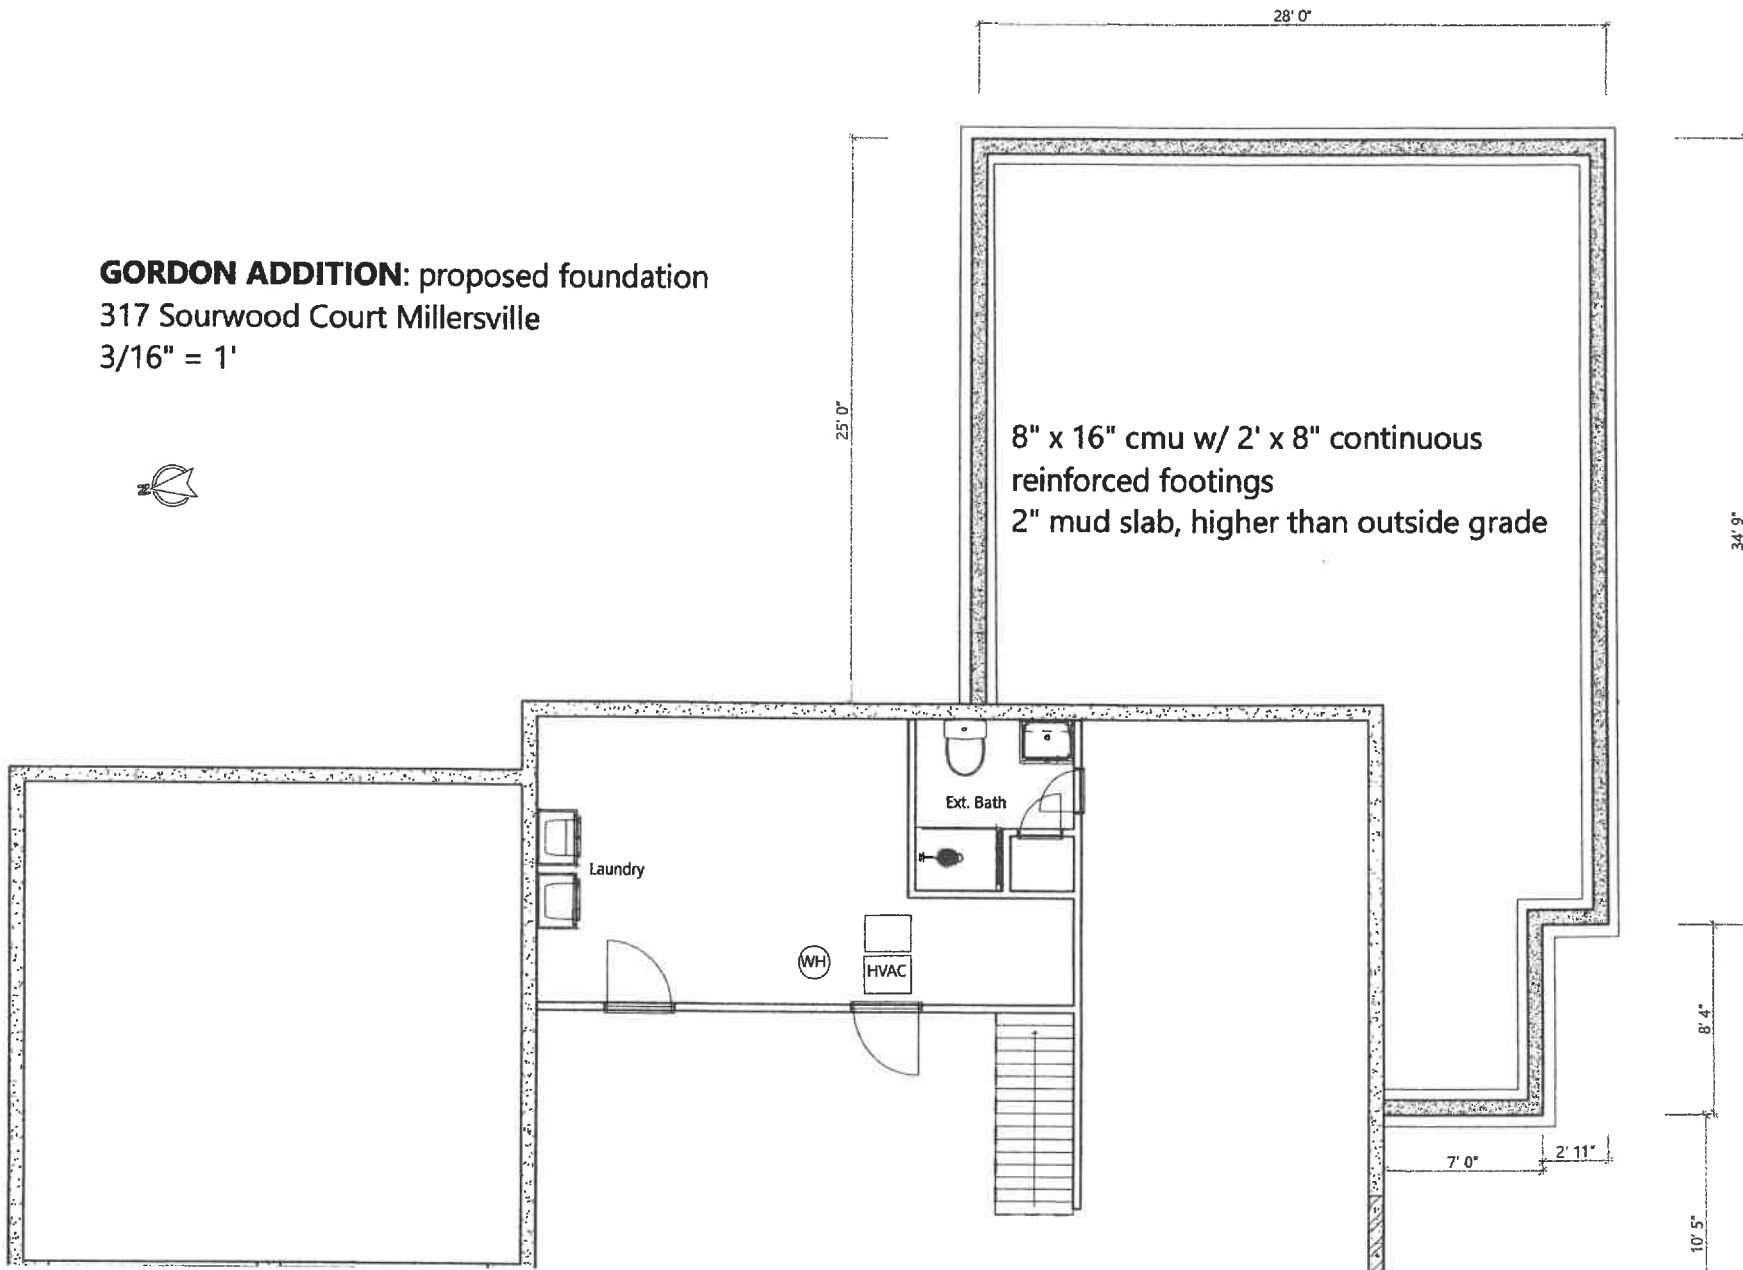 28' 0"
GORDON ADDITION: proposed foundation
317 Sourwood Court Millersville
3/16" = 1'
N
25' 0"
8" x 16" cmu w/ 2' x 8" continuous
reinforced footings
2" mud slab, higher than outside grade
34' 9"
Ext. Bath
Laundry
WH
HVAC
8' 4"
7' 0"
2' 11"
10' 5"